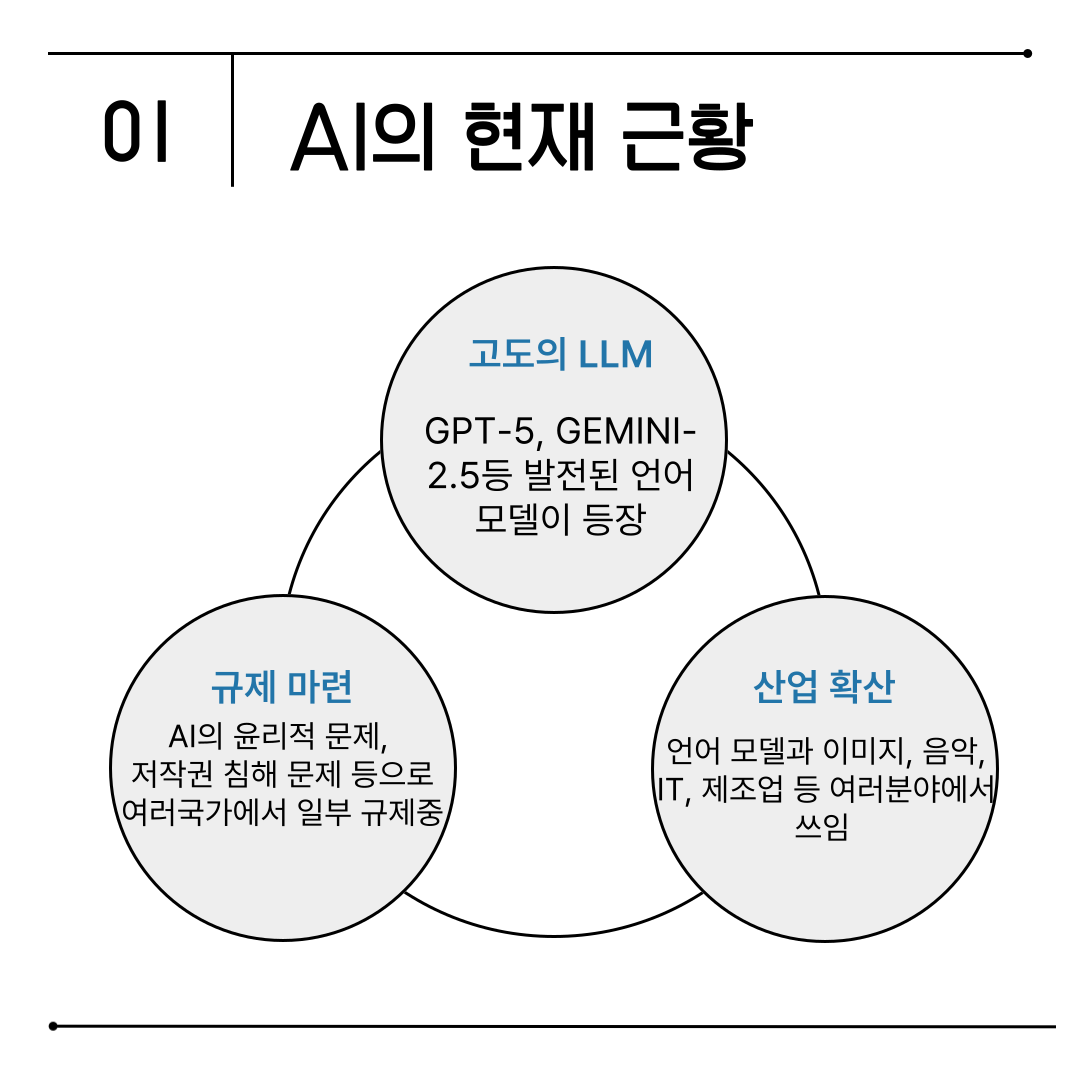 01
AI의 현재 근황
고도의 LLM
GPT-5, GEMINI-
2.5등 발전된 언어
모델이 등장
규제 마련
AI의 윤리적 문제,
저작권 침해 문제 등으로
여러국가에서 일부 규제중
산업 확산
언어 모델과 이미지, 음악,
IT, 제조업 등 여러분야에서
쓰임